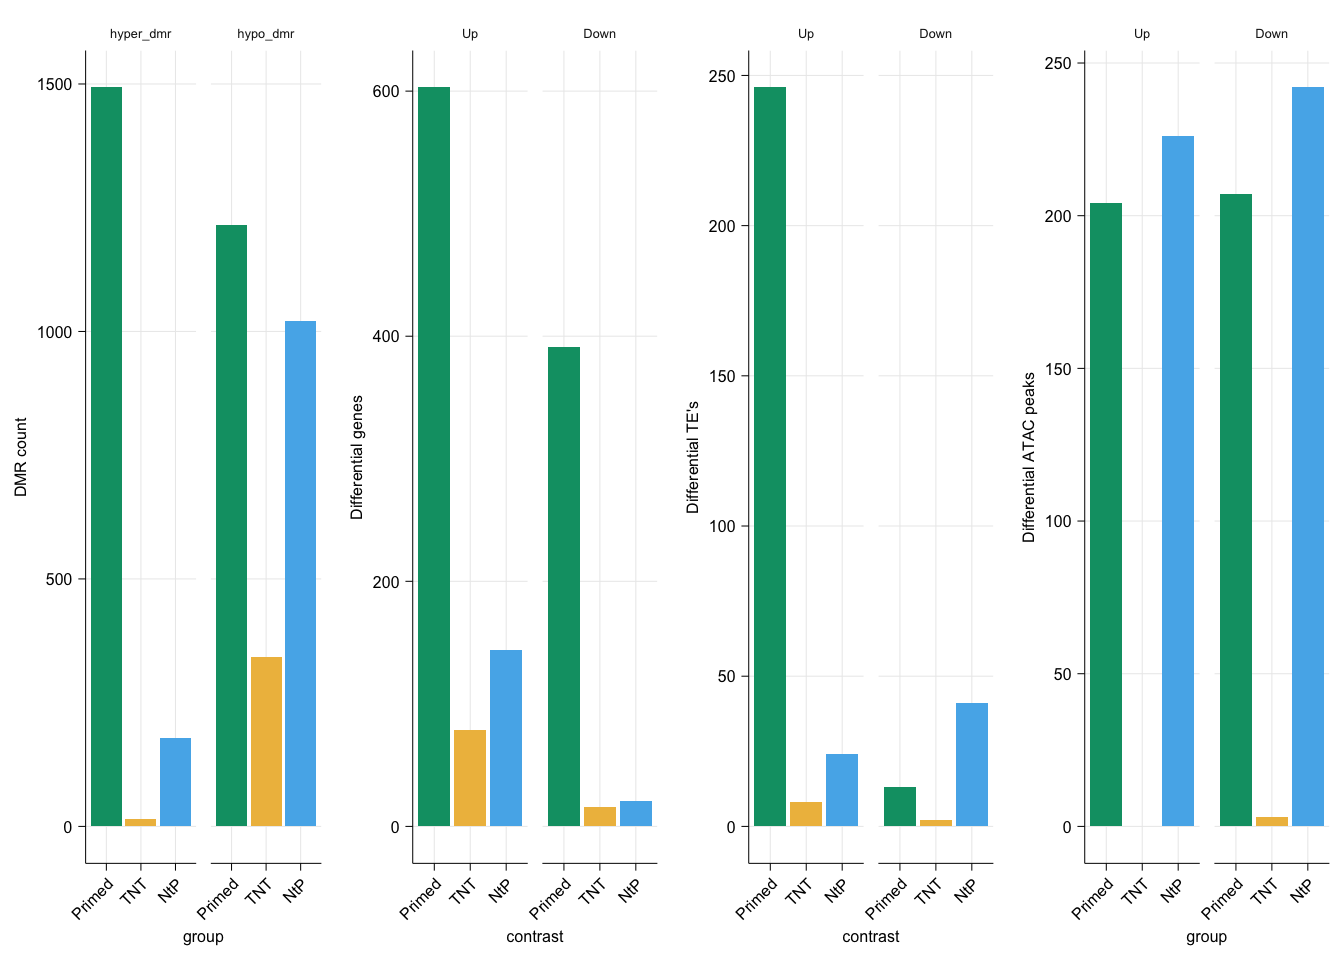 hyper_dmr hypo_dmr
DMR count
1500
1000
500
0
Primed TNT NtP Primed TNT NtP
group
Up Down
Differential genes
600
400
200
0
Primed TNT NtP Primed TNT NtP
contrast
Up Down
Differential TE's
250
200
150
100
50
0
Primed TNT NtP Primed TNT NtP
contrast
Up Down
Differential ATAC peaks
250
200
150
100
50
0
Primed TNT NtP Primed TNT NtP
group